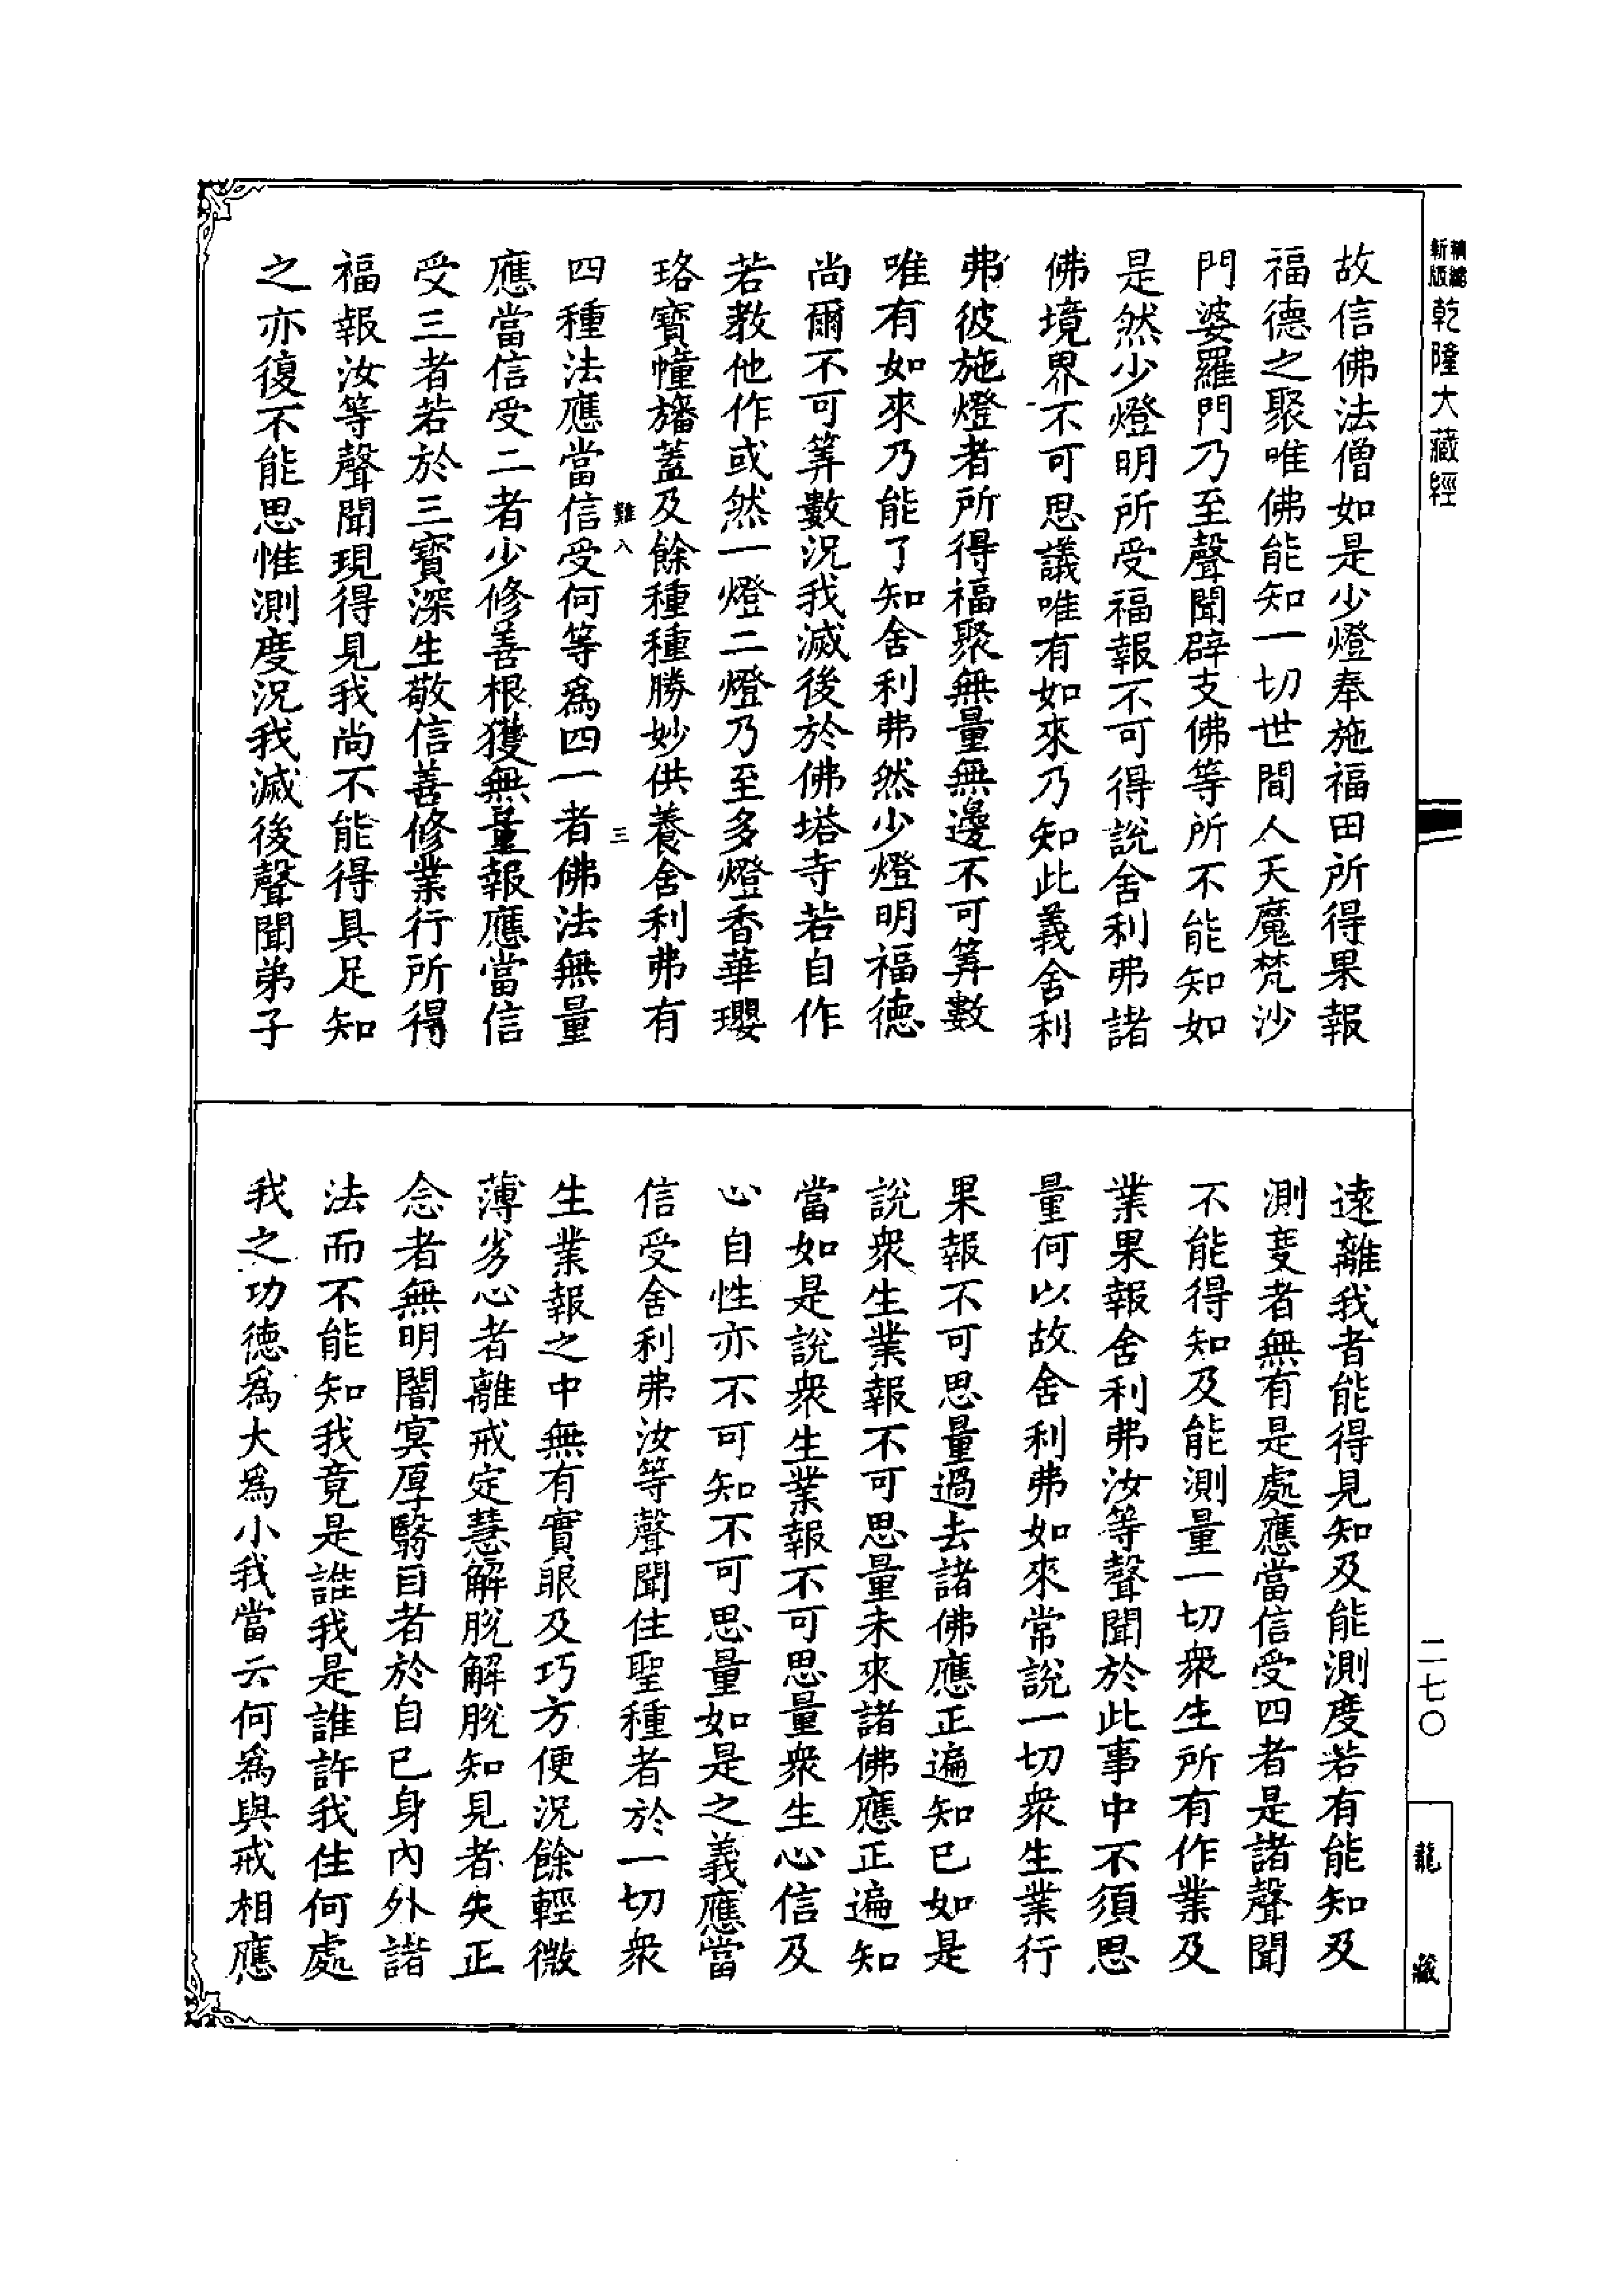 新版
精編
乾隆大藏經
故信佛法僧如是少燈奉施福田所得果報
福德之聚唯佛能知一切世間人天魔梵沙
門婆羅門乃至聲聞辟支佛等所不能知如
是然少燈明所受福報不可得說舍利弗諸
佛境界不可思議唯有如來乃知此義舍利
弗彼施燈者所得福聚無量無邊不可筭數
唯有如來乃能了知舍利弗然少燈明福德
尚爾不可筭數況我滅後於佛塔寺若自作
若教他作或然一燈二燈乃至多燈香華瓔
珞寶幢旛蓋及餘種種勝妙供養舍利弗有
難八
三
四種法應當信受何等爲四一者佛法無量
應當信受二者少修善根獲無量報應當信
受三者若於三寶深生敬信善修業行所得
福報汝等聲聞現得見我尚不能得具足知
之亦復不能思惟測度況我滅後聲聞弟子
遠離我者能得見知及能測度若有能知及
測度者無有是處應當信受四者是諸聲聞
不能得知及能測量一切衆生所有作業及
業果報舍利弗汝等聲聞於此事中不須思
量何以故舍利弗如來常說一切衆生業行
果報不可思量過去諸佛應正遍知已如是
說衆生業報不可思量未來諸佛應正遍知
當如是說衆生業報不可思量衆生心信及
心自性亦不可知不可思量如是之義應當
信受舍利弗汝等聲聞住聖種者於一切衆
生業報之中無有實眼及巧方便況餘輕微
薄劣心者離戒定慧解脫解脫知見者失正
念者無明闇冥厚翳目者於自己身內外諸
法而不能知我竟是誰我是誰許我住何處
我之功德爲大爲小我當云何爲與戒相應
二七〇
龍藏